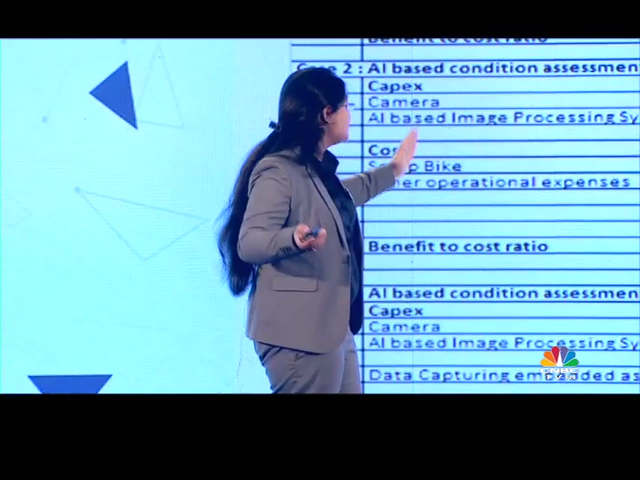 Benefit to cost ratio
Case 2 : AI based condition assessmen
Capex
Camera
AI based Image Processing Sy
Bike
operational expenses
Benefit to cost ratio
AI based condition assessmen
Capex
Camera
AI based Image Processing Sy
Data Capturing embedded as
CNBC